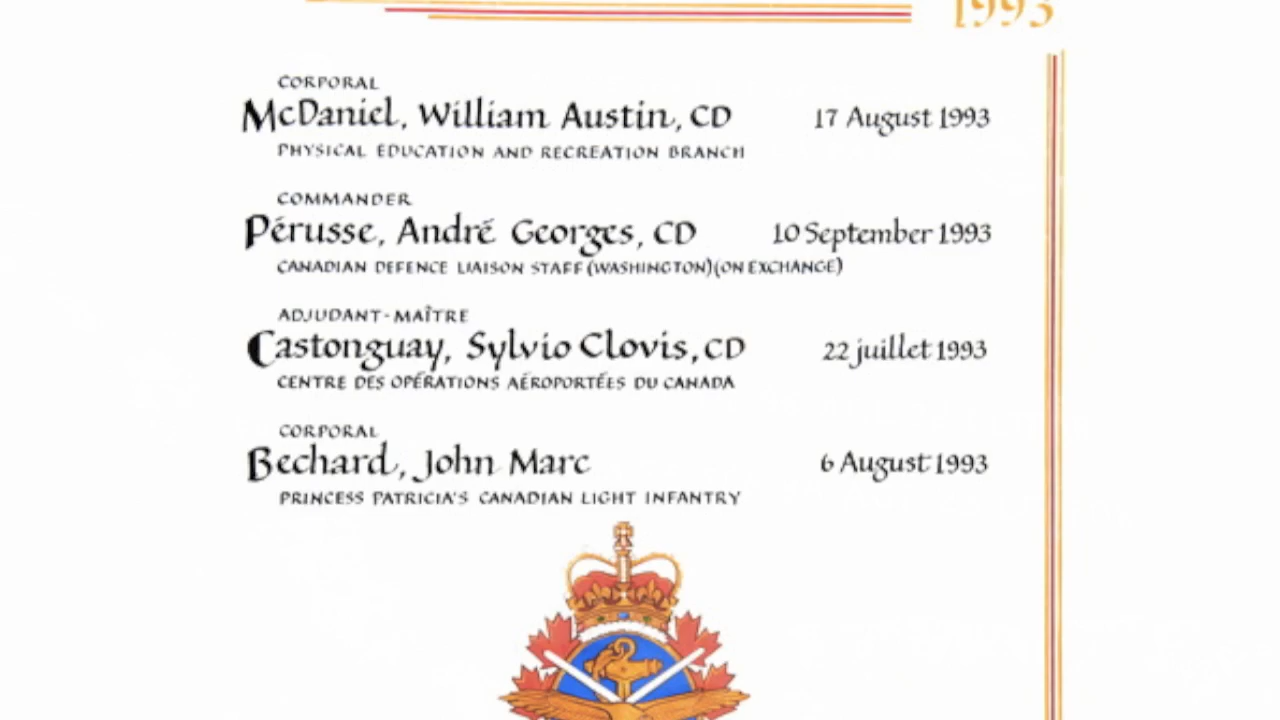 1993
CORPORAL
McDaniel, William Austin, CD 17 August 1993
PHYSICAL EDUCATION AND RECREATION BRANCH
COMMANDER
Pérusse, André Georges, CD 10 September 1993
CANADIAN DEFENCE LIAISON STAFF (WASHINGTON)(ON EXCHANGE)
ADJUDANT-MAÎTRE
Castonguay, Sylvio Clovis, CD 22 juillet 1993
CENTRE DES OPÉRATIONS AÉROPORTÉES DU CANADA
CORPORAL
Bechard, John Marc 6 August 1993
PRINCESS PATRICIA'S CANADIAN LIGHT INFANTRY